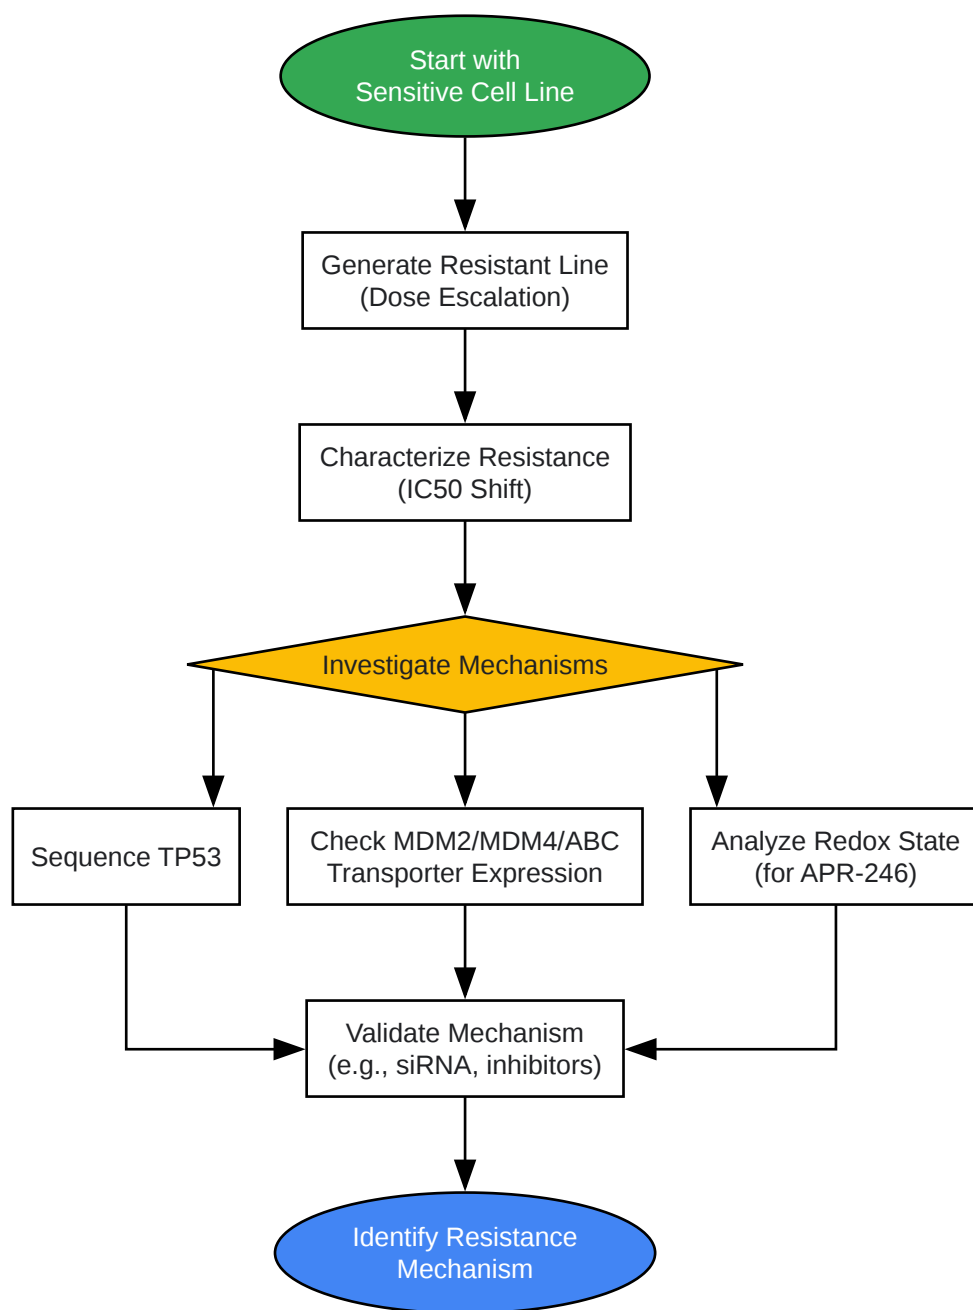 Start with
Sensitive Cell Line
Generate Resistant Line
(Dose Escalation)
Characterize Resistance
(IC50 Shift)
Investigate Mechanisms
Sequence TP53
Check MDM2/MDM4/ABC
Transporter Expression
Analyze Redox State
(for APR-246)
Validate Mechanism
(e.g., siRNA, inhibitors)
Identify Resistance
Mechanism